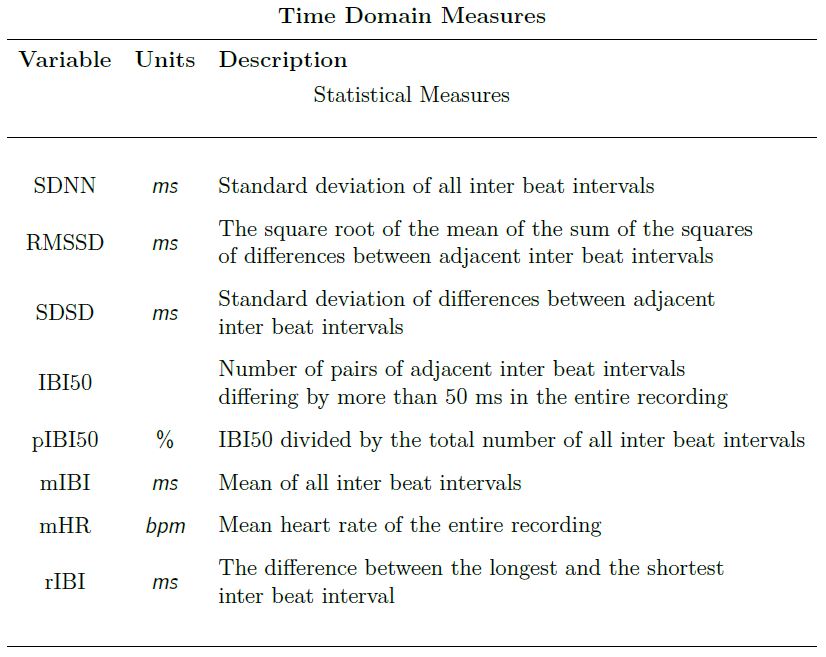 Time Domain Measures
Variable Units Description
Statistical Measures
SDNN ms Standard deviation of all inter beat intervals
RMSSD ms The square root of the mean of the sum of the squares
of differences between adjacent inter beat intervals
SDSD ms Standard deviation of differences between adjacent
inter beat intervals
IBI50 Number of pairs of adjacent inter beat intervals
differing by more than 50 ms in the entire recording
pIBI50 % IBI50 divided by the total number of all inter beat intervals
mIBI ms Mean of all inter beat intervals
mHR bpm Mean heart rate of the entire recording
rIBI ms The difference between the longest and the shortest
inter beat interval